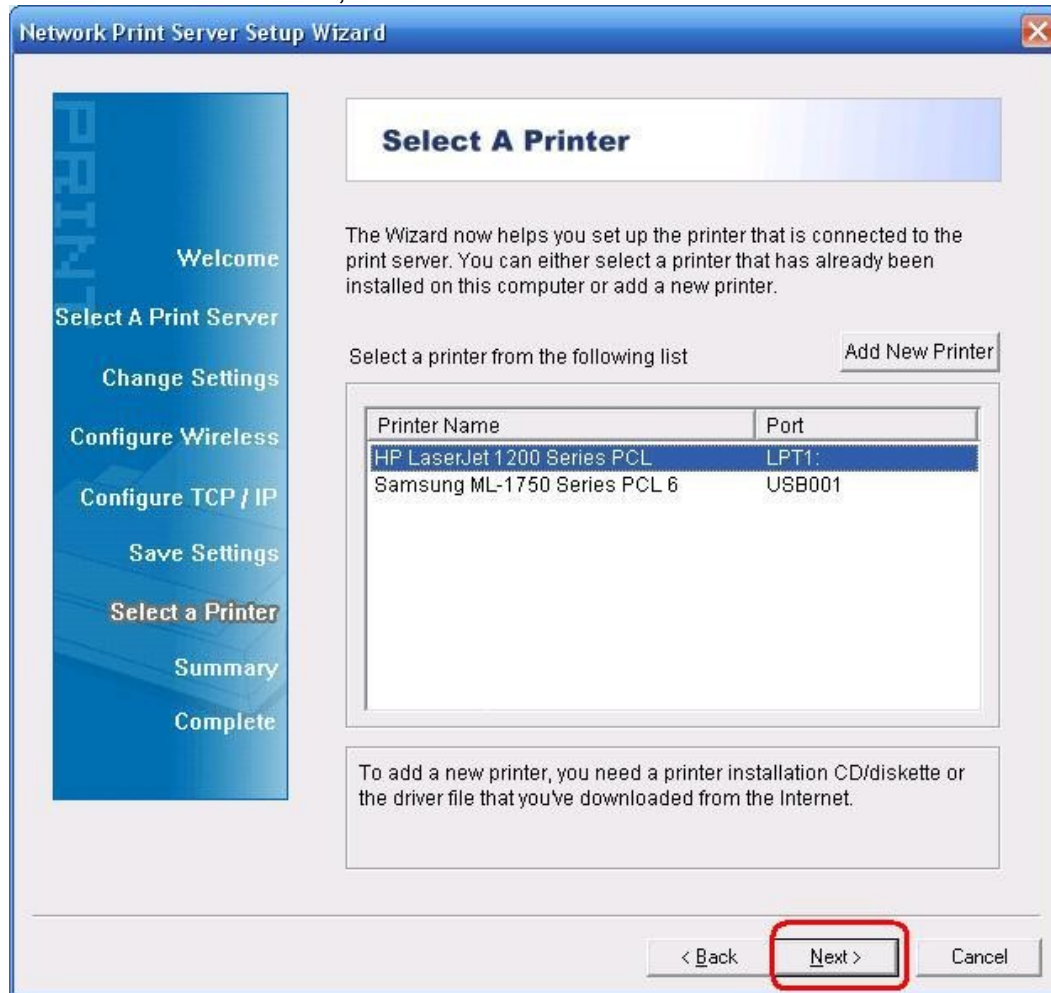 Network Print Server Setup Wizard
PRINT
Select A Printer
The Wizard now helps you set up the printer that is connected to the
print server. You can either select a printer that has already been
installed on this computer or add a new printer.
Welcome
Select A Print Server
Change Settings
Configure Wireless
Configure TCP / IP
Save Settings
Select a Printer
Summary
Complete
Select a printer from the following list
Add New Printer
Printer Name Port
HP LaserJet 1200 Series PCL LPT1:
Samsung ML-1750 Series PCL 6 USB001
To add a new printer, you need a printer installation CD/diskette or
the driver file that you've downloaded from the Internet.
< Back Next > Cancel